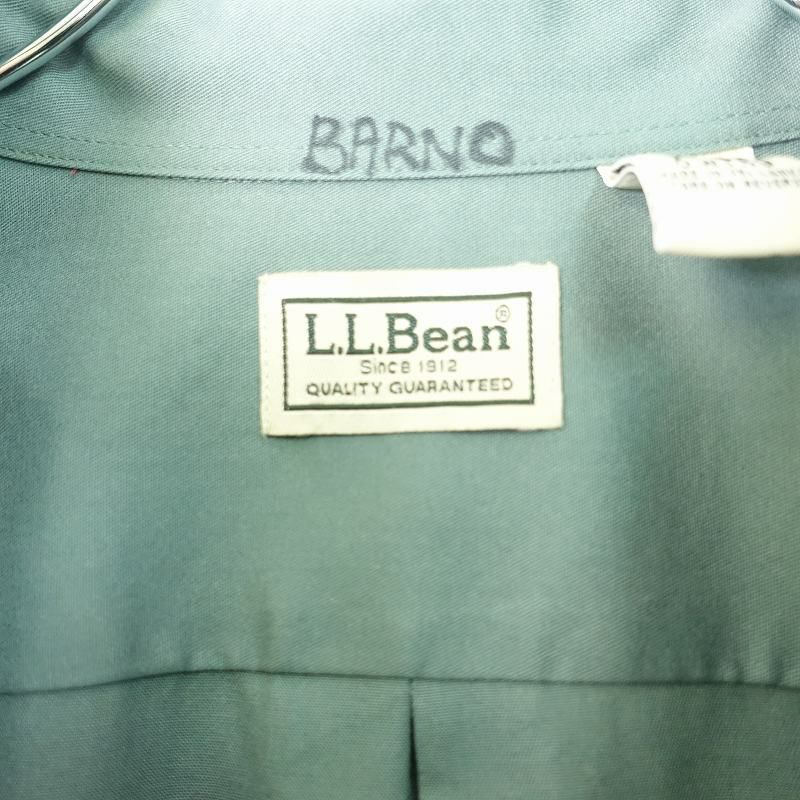 BARNO
L.L.Bean®
Since 1912
QUALITY GUARANTEED